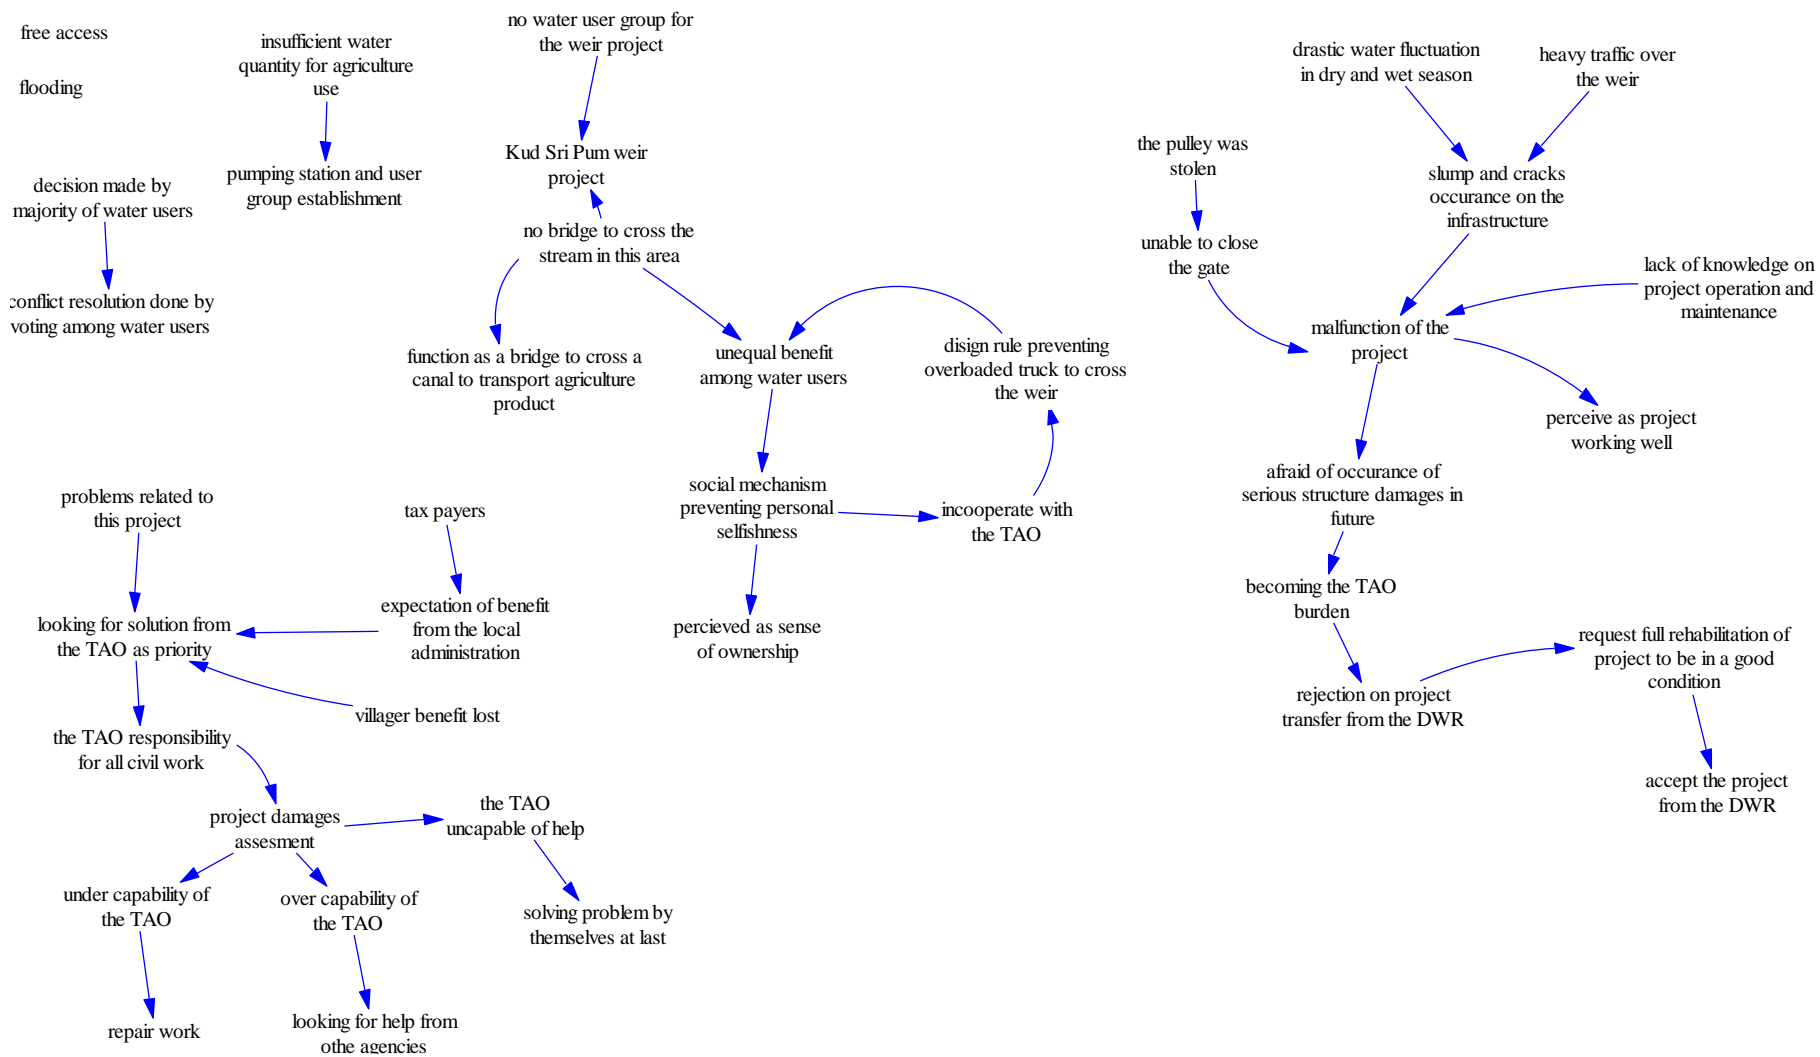 free access
flooding
insufficient water
quantity for agriculture
use
no water user group for
the weir project
drastic water fluctuation
in dry and wet season
heavy traffic over
the weir
the pulley was
stolen
Kud Sri Pum weir
project
pumping station and user
group establishment
decision made by
majority of water users
slump and cracks
occurance on the
infrastructure
no bridge to cross the
stream in this area
unable to close
the gate
lack of knowledge on
project operation and
maintenance
conflict resolution done by
voting among water users
malfunction of the
project
function as a bridge to cross a
canal to transport agriculture
product
unequal benefit
among water users
disign rule preventing
overloaded truck to cross
the weir
perceive as project
working well
afraid of occurance of
serious structure damages in
future
problems related to
this project
tax payers
social mechanism
preventing personal
selfishness
incooperate with
the TAO
becoming the TAO
burden
expectation of benefit
from the local
administration
looking for solution from
the TAO as priority
percieved as sense
of ownership
request full rehabilitation of
project to be in a good
condition
rejection on project
transfer from the DWR
villager benefit lost
the TAO responsibility
for all civil work
accept the project
from the DWR
project damages
assesment
the TAO
uncapable of help
under capability of
the TAO
over capability of
the TAO
solving problem by
themselves at last
repair work
looking for help from
othe agencies